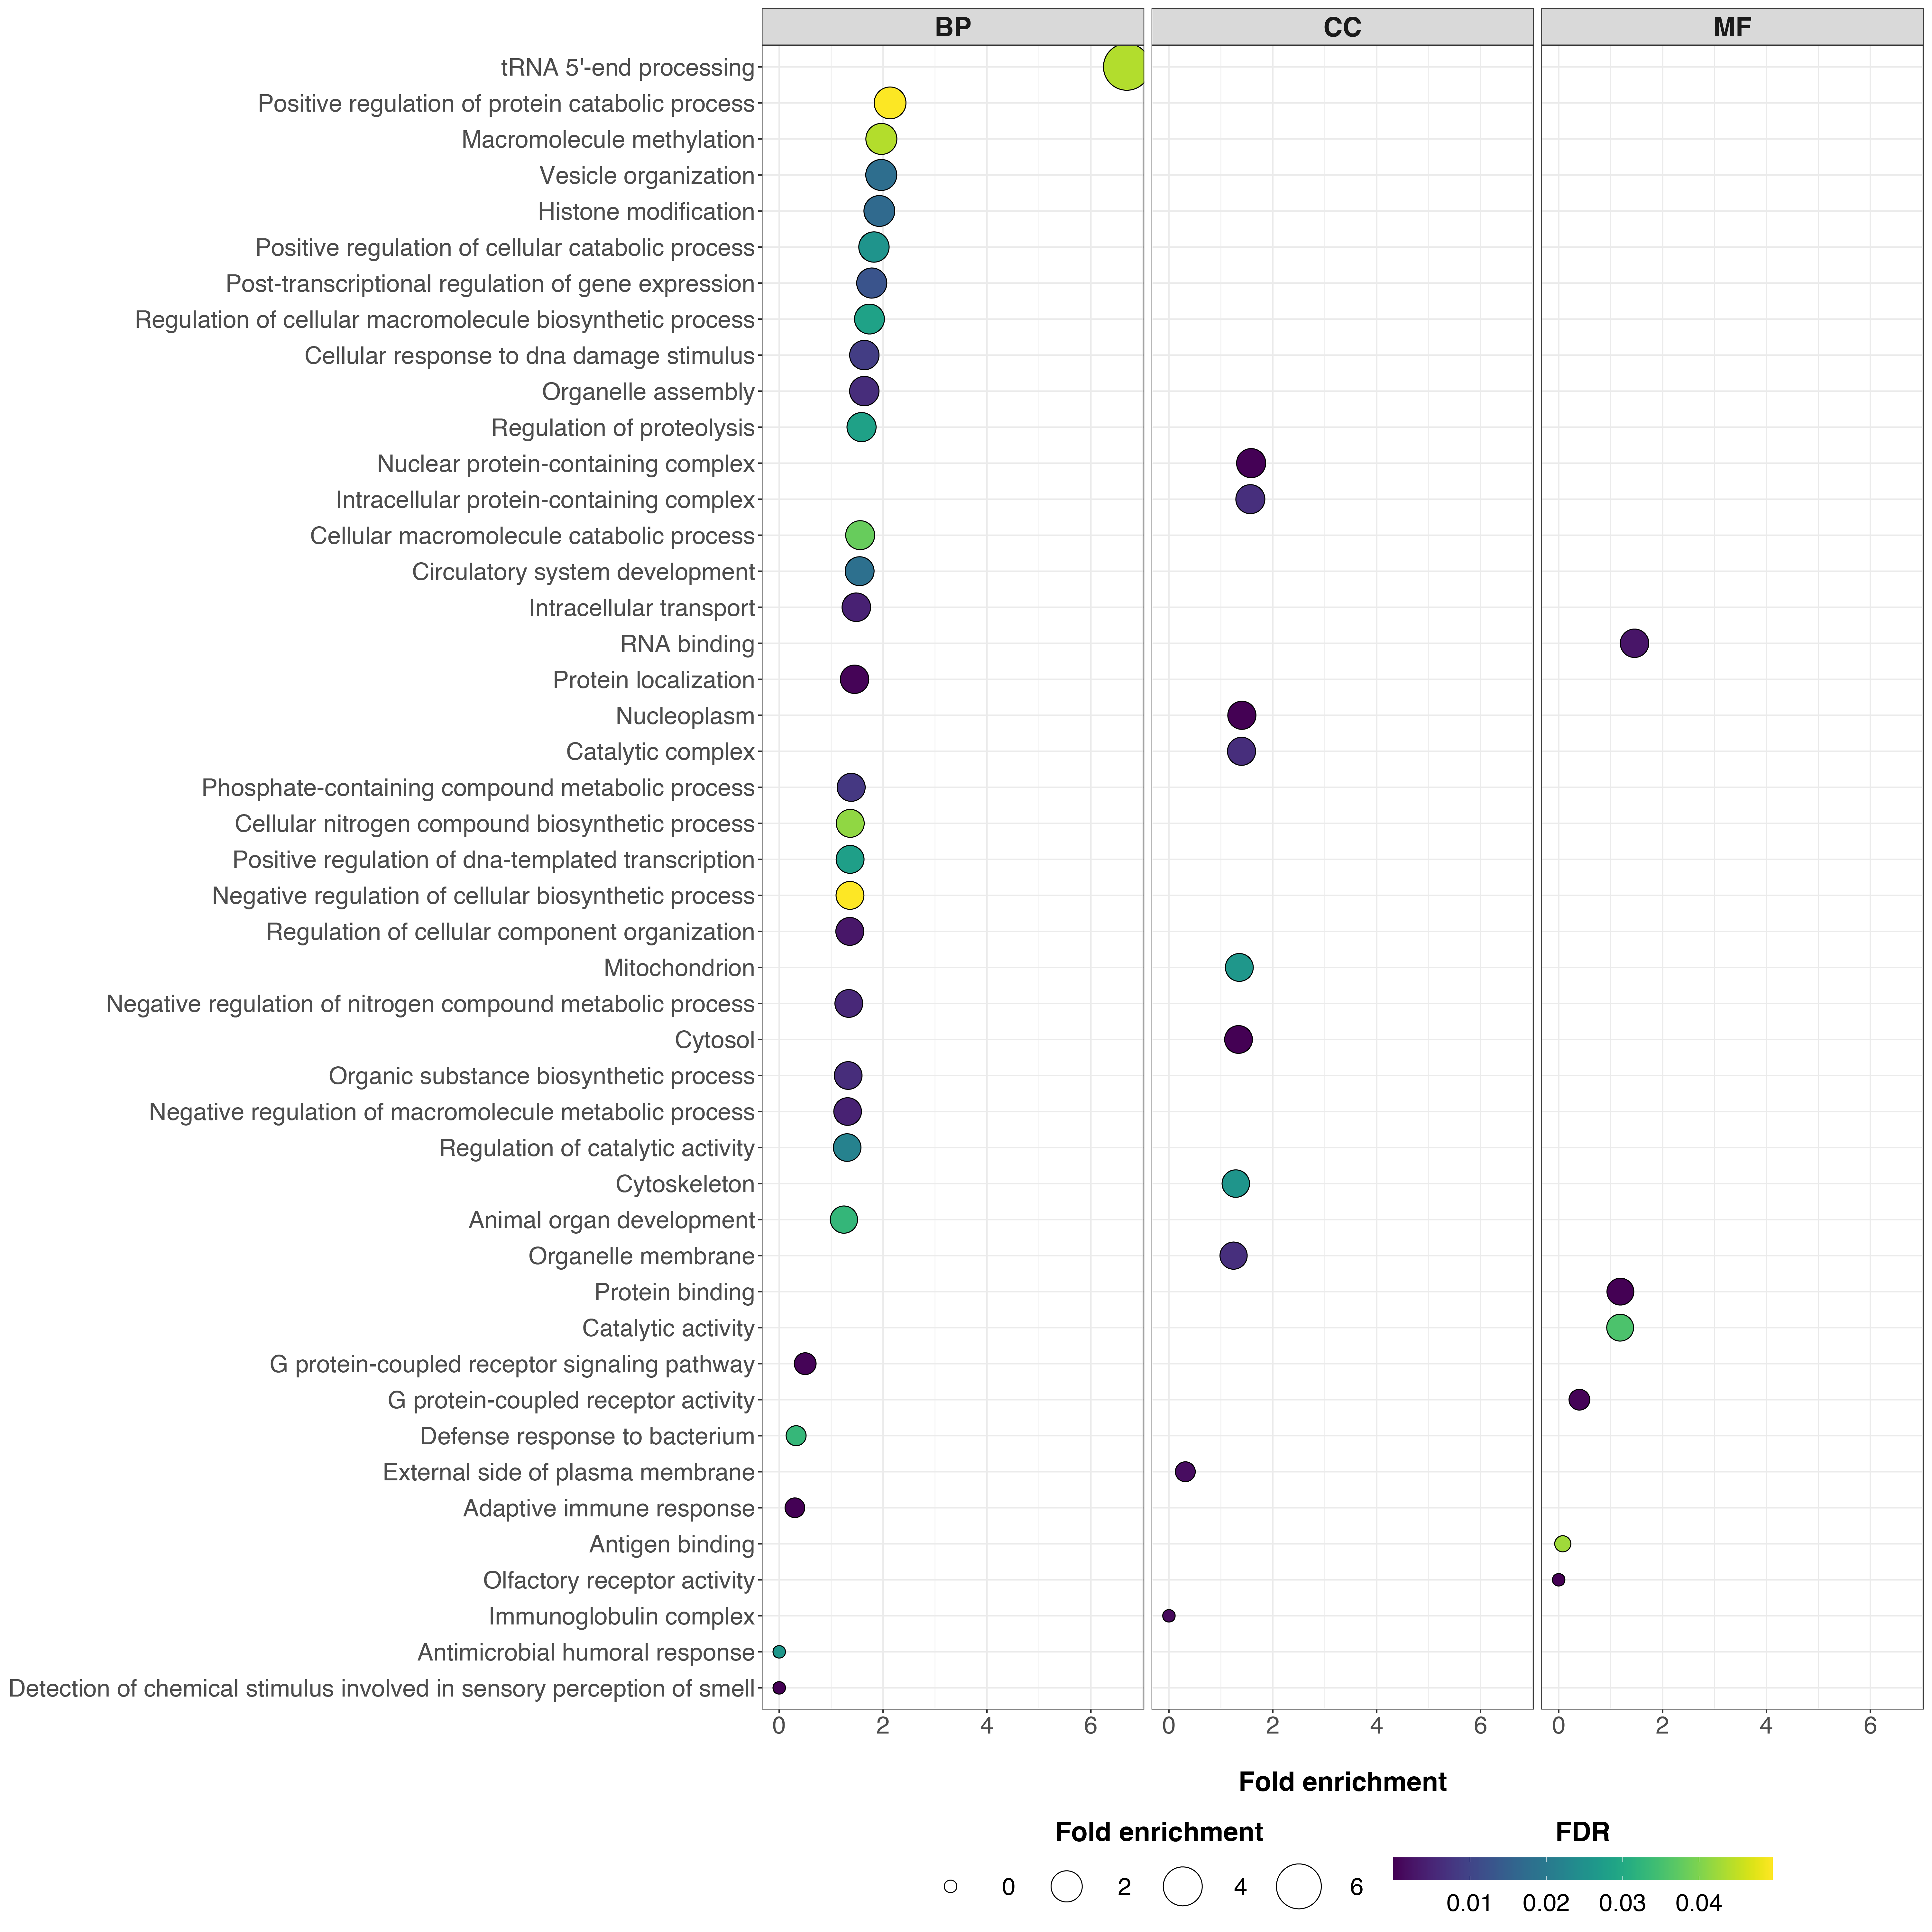 BP CC MF
tRNA 5'-end processing
Positive regulation of protein catabolic process
Macromolecule methylation
Vesicle organization
Histone modification
Positive regulation of cellular catabolic process
Post-transcriptional regulation of gene expression
Regulation of cellular macromolecule biosynthetic process
Cellular response to dna damage stimulus
Organelle assembly
Regulation of proteolysis
Nuclear protein-containing complex
Intracellular protein-containing complex
Cellular macromolecule catabolic process
Circulatory system development
Intracellular transport
RNA binding
Protein localization
Nucleoplasm
Catalytic complex
Phosphate-containing compound metabolic process
Cellular nitrogen compound biosynthetic process
Positive regulation of dna-templated transcription
Negative regulation of cellular biosynthetic process
Regulation of cellular component organization
Mitochondrion
Negative regulation of nitrogen compound metabolic process
Cytosol
Organic substance biosynthetic process
Negative regulation of macromolecule metabolic process
Regulation of catalytic activity
Cytoskeleton
Animal organ development
Organelle membrane
Protein binding
Catalytic activity
G protein-coupled receptor signaling pathway
G protein-coupled receptor activity
Defense response to bacterium
External side of plasma membrane
Adaptive immune response
Antigen binding
Olfactory receptor activity
Immunoglobulin complex
Antimicrobial humoral response
Detection of chemical stimulus involved in sensory perception of smell
0 2 4 6 0 2 4 6 0 2 4 6
Fold enrichment
Fold enrichment FDR
0 2 4 6
0.01 0.02 0.03 0.04